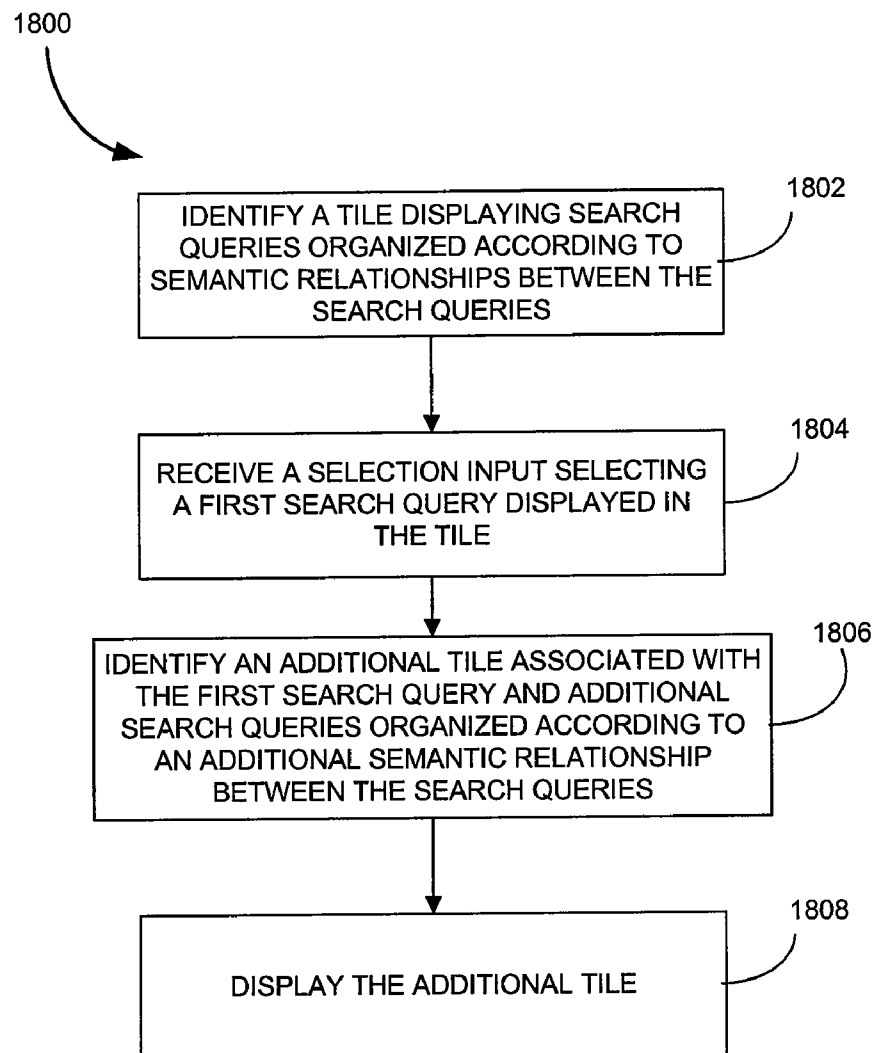 1800
1802
IDENTIFY A TILE DISPLAYING SEARCH
QUERIES ORGANIZED ACCORDING TO
SEMANTIC RELATIONSHIPS BETWEEN THE
SEARCH QUERIES
1804
RECEIVE A SELECTION INPUT SELECTING
A FIRST SEARCH QUERY DISPLAYED IN
THE TILE
1806
IDENTIFY AN ADDITIONAL TILE ASSOCIATED WITH
THE FIRST SEARCH QUERY AND ADDITIONAL
SEARCH QUERIES ORGANIZED ACCORDING TO
AN ADDITIONAL SEMANTIC RELATIONSHIP
BETWEEN THE SEARCH QUERIES
1808
DISPLAY THE ADDITIONAL TILE